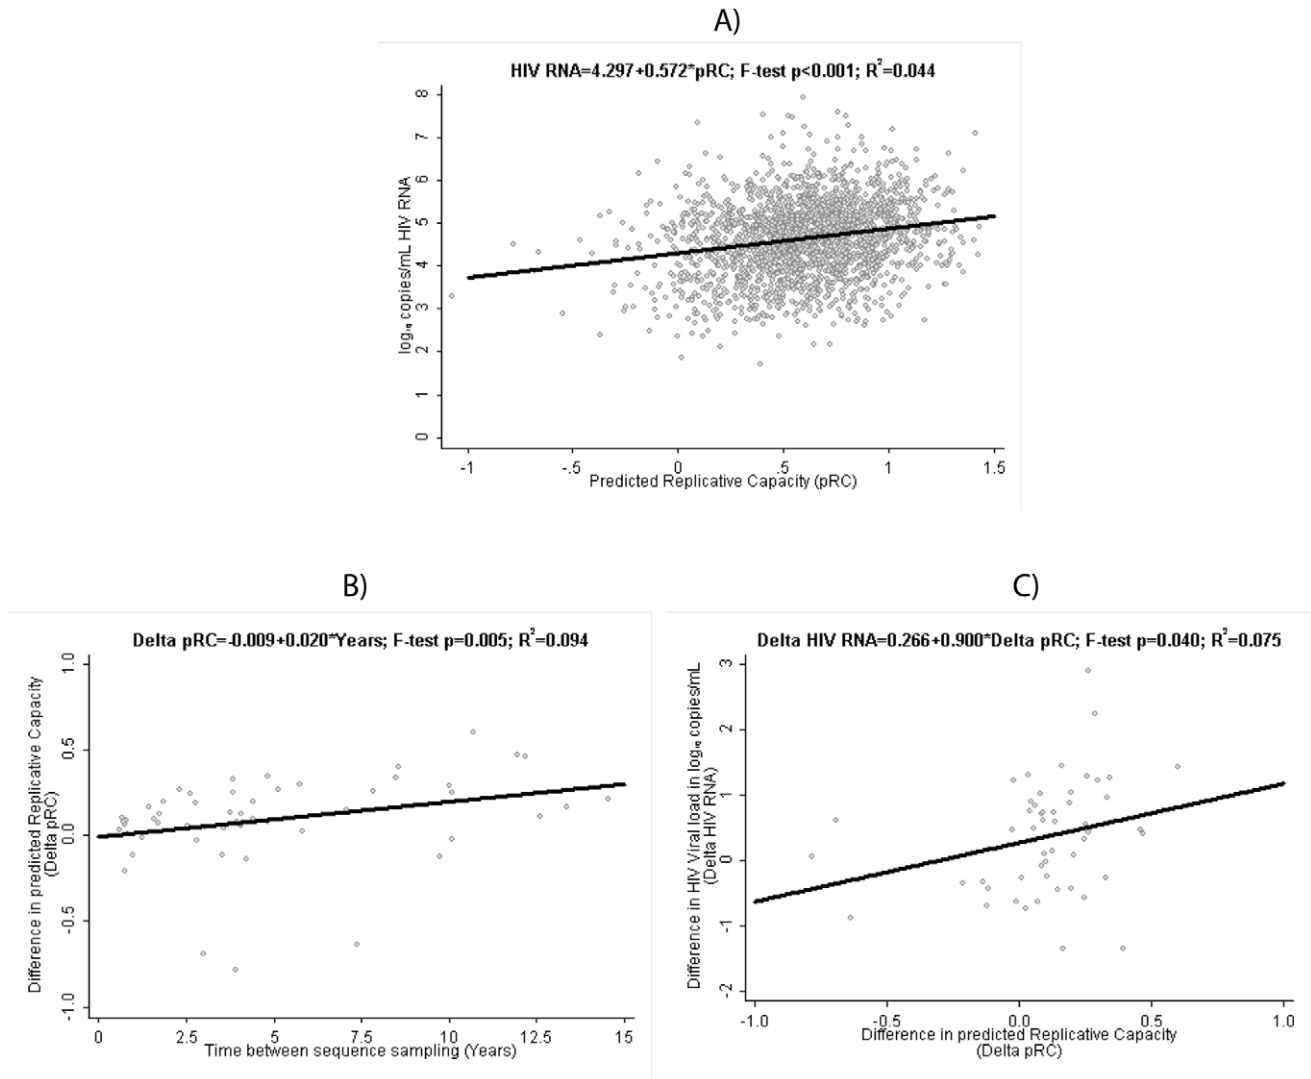 A)
HIV RNA=4.297+0.572*pRC; F-test p<0.001; R²=0.044
log₁₀ copies/mL HIV RNA
8
7
6
5
4
3
2
1
0
-1 -.5 0 .5 1 1.5
Predicted Replicative Capacity (pRC)
B)
Delta pRC=-0.009+0.020*Years; F-test p=0.005; R²=0.094
Difference in predicted Replicative Capacity
(Delta pRC)
1.0
0.5
0.0
-0.5
-1.0
0 2.5 5 7.5 10 12.5 15
Time between sequence sampling (Years)
C)
Delta HIV RNA=0.266+0.900*Delta pRC; F-test p=0.040; R²=0.075
Difference in HIV Viral load in log₁₀ copies/mL
(Delta HIV RNA)
3
2
1
0
-1
-2
-1.0 -0.5 0.0 0.5 1.0
Difference in predicted Replicative Capacity
(Delta pRC)